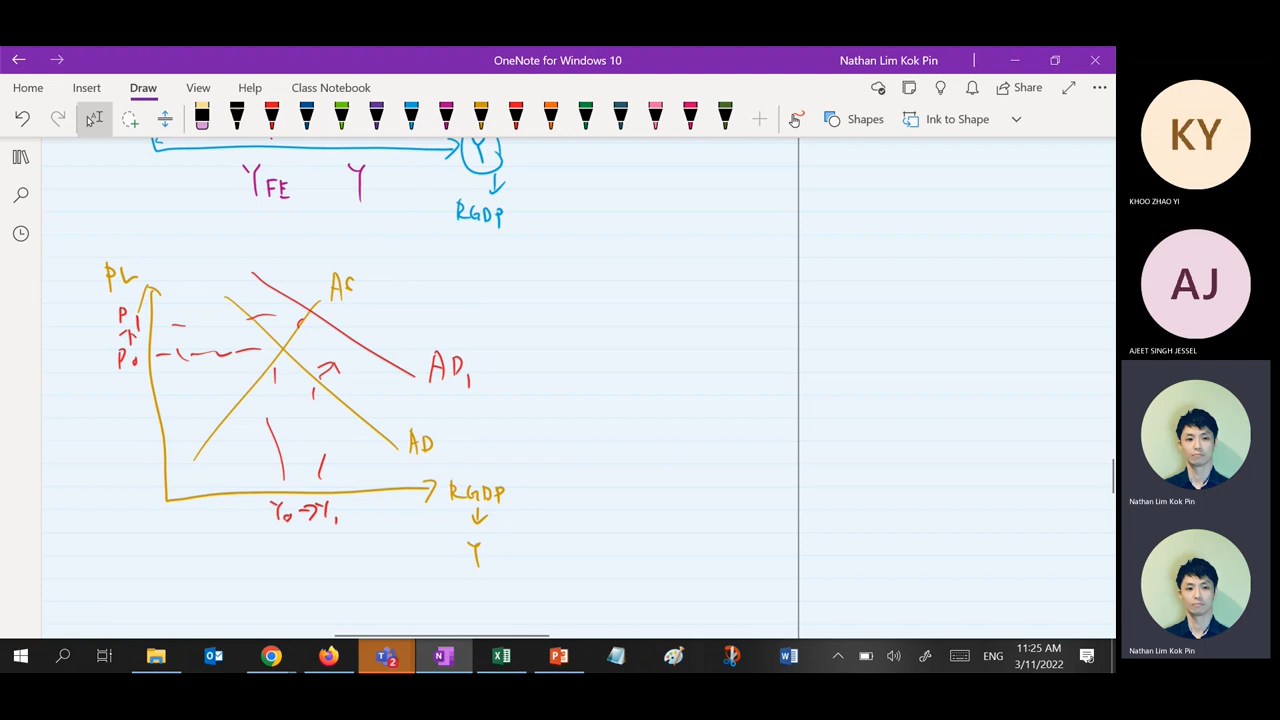 OneNote for Windows 10
Nathan Lim Kok Pin
Home Insert Draw View Help Class Notebook
Share
Shapes Ink to Shape
KY
KHOO ZHAO YI
AJ
AJEET SINGH JESSEL
Nathan Lim Kok Pin
Nathan Lim Kok Pin
Y
YFE Y
RGDP
PL
AS
P1
P0
AD1
AD
RGDP
Y0 → Y1
Y
2
ENG
11:25 AM
3/11/2022